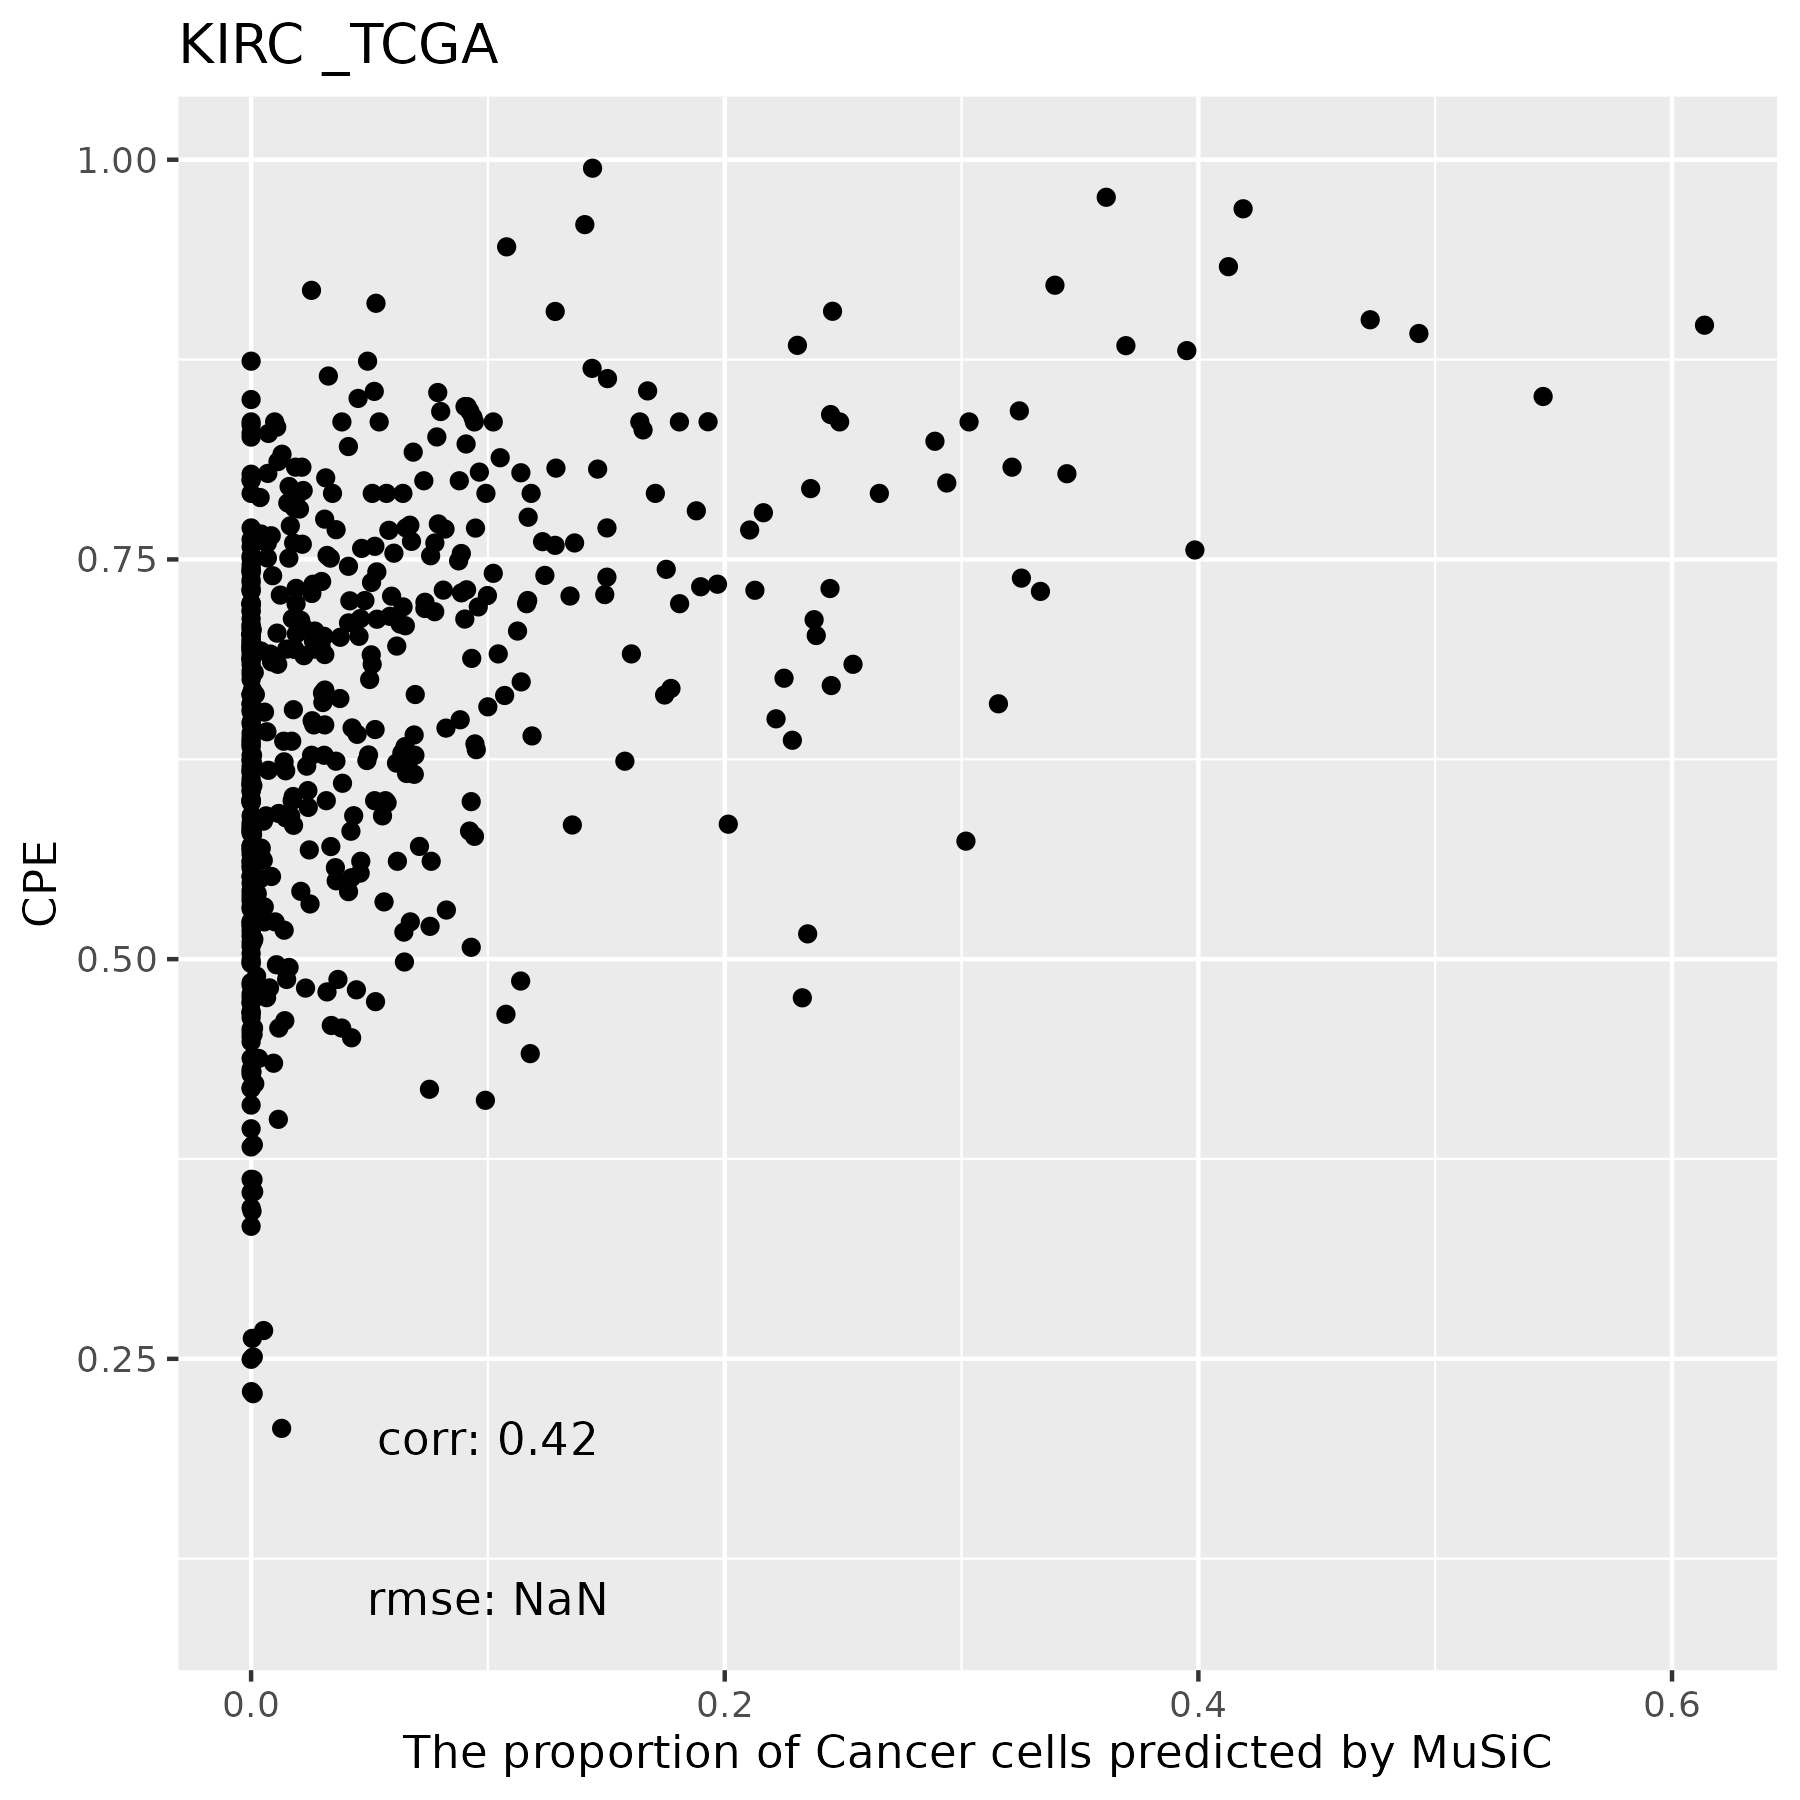 KIRC _TCGA
1.00
0.75
0.50
0.25
CPE
corr: 0.42
rmse: NaN
0.0 0.2 0.4 0.6
The proportion of Cancer cells predicted by MuSiC